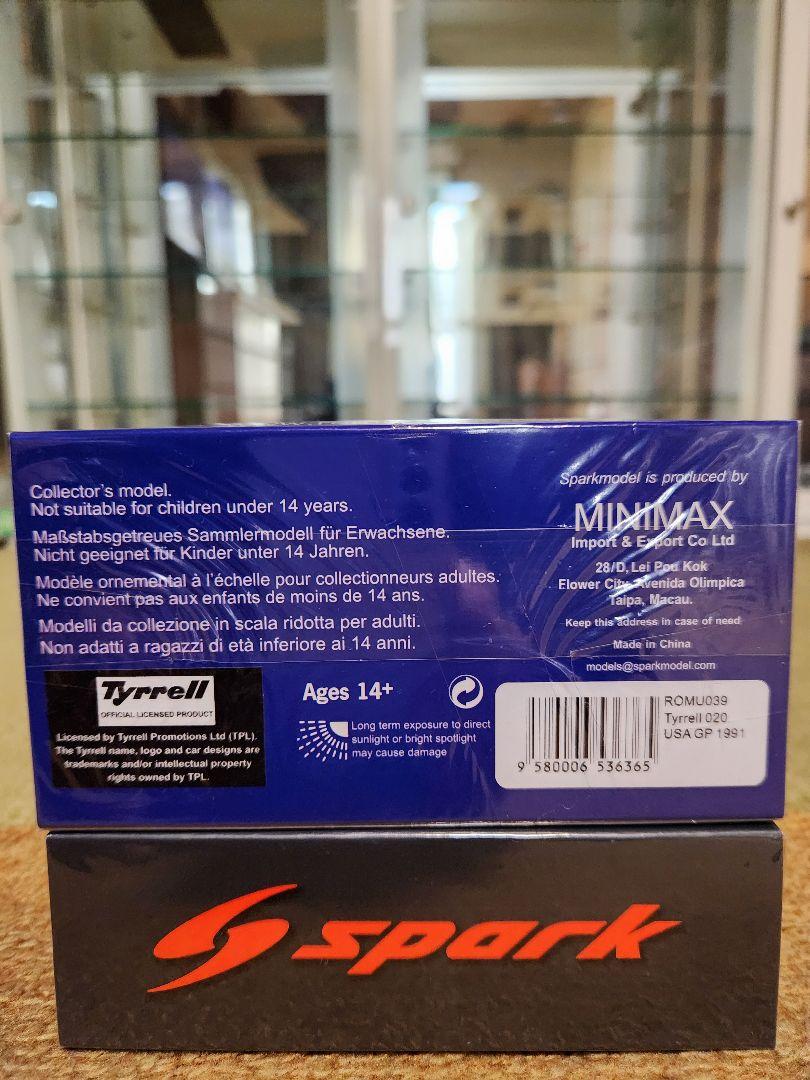 Collector's model.
Not suitable for children under 14 years.
Maßstabsgetreues Sammlermodell für Erwachsene.
Nicht geeignet für Kinder unter 14 Jahren.
Modèle ornemental à l'échelle pour collectionneurs adultes.
Ne convient pas aux enfants de moins de 14 ans.
Modelli da collezione in scala ridotta per adulti.
Non adatti a ragazzi di età inferiore ai 14 anni.
Sparkmodel is produced by
MINIMAX
Import & Export Co Ltd
28/D, Lei Pou Kok
Flower City, Avenida Olimpica
Taipa, Macau.
Keep this address in case of need
Made in China
models@sparkmodel.com
Tyrrell
OFFICIAL LICENSED PRODUCT
Licensed by Tyrrell Promotions Ltd (TPL).
The Tyrrell name, logo and car designs are
trademarks and/or intellectual property
rights owned by TPL.
Ages 14+
Long term exposure to direct
sunlight or bright spotlight
may cause damage
ROMU039
Tyrrell 020
USA GP 1991
9 580006 536365
spark